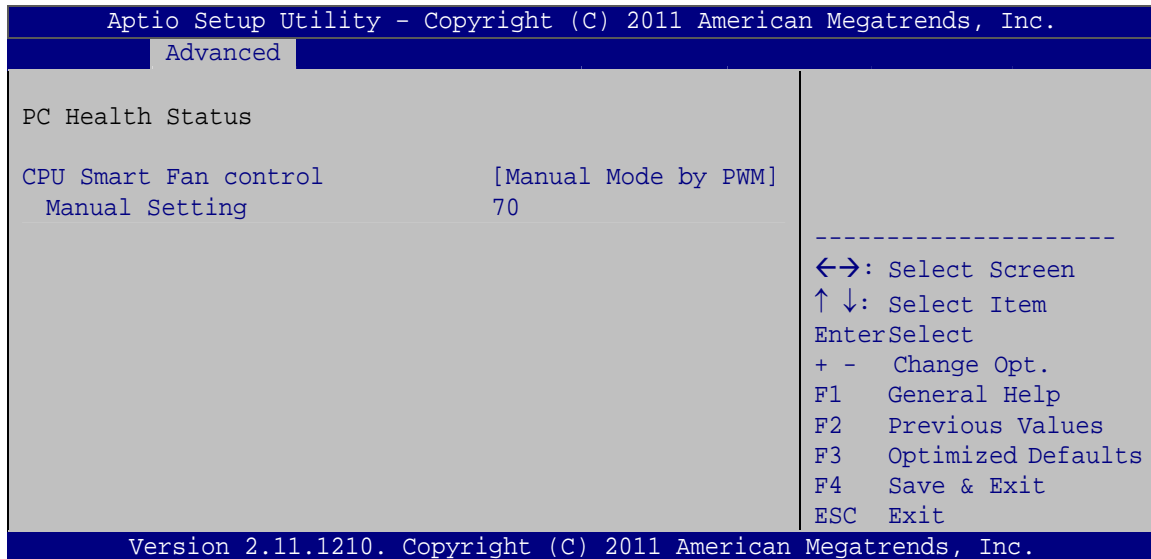 Aptio Setup Utility – Copyright (C) 2011 American Megatrends, Inc.
Advanced
PC Health Status
CPU Smart Fan control [Manual Mode by PWM]
Manual Setting 70
---------------------
←→: Select Screen
↑ ↓: Select Item
EnterSelect
+ - Change Opt.
F1 General Help
F2 Previous Values
F3 Optimized Defaults
F4 Save & Exit
ESC Exit
Version 2.11.1210. Copyright (C) 2011 American Megatrends, Inc.